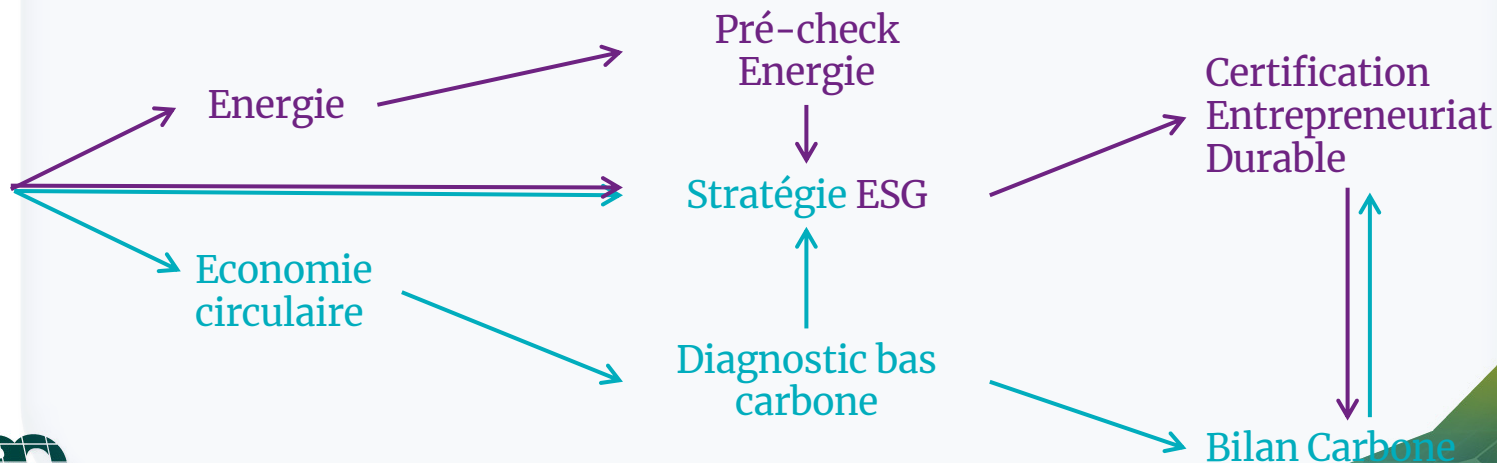 Pré-check
Energie
Energie
Certification
Entrepreneuriat
Durable
Stratégie ESG
Economie
circulaire
Diagnostic bas
carbone
Bilan Carbone